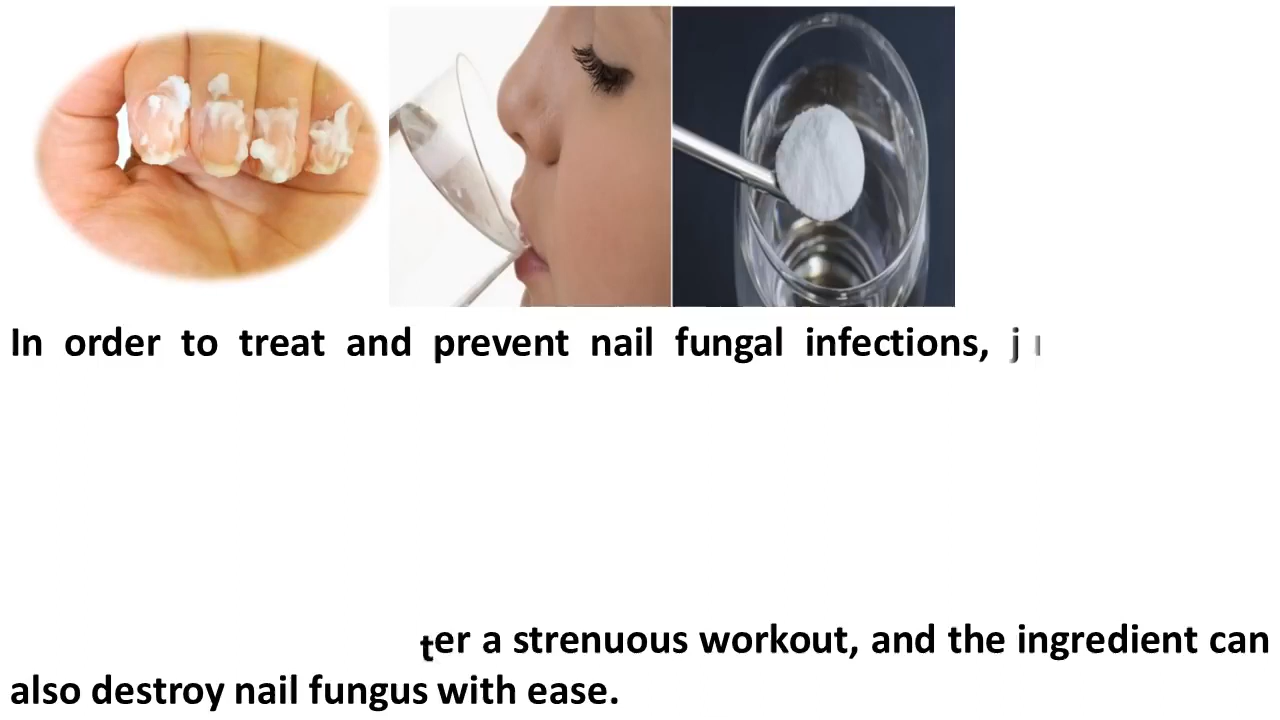 In order to treat and prevent nail fungal infections, j
ter a strenuous workout, and the ingredient can
also destroy nail fungus with ease.